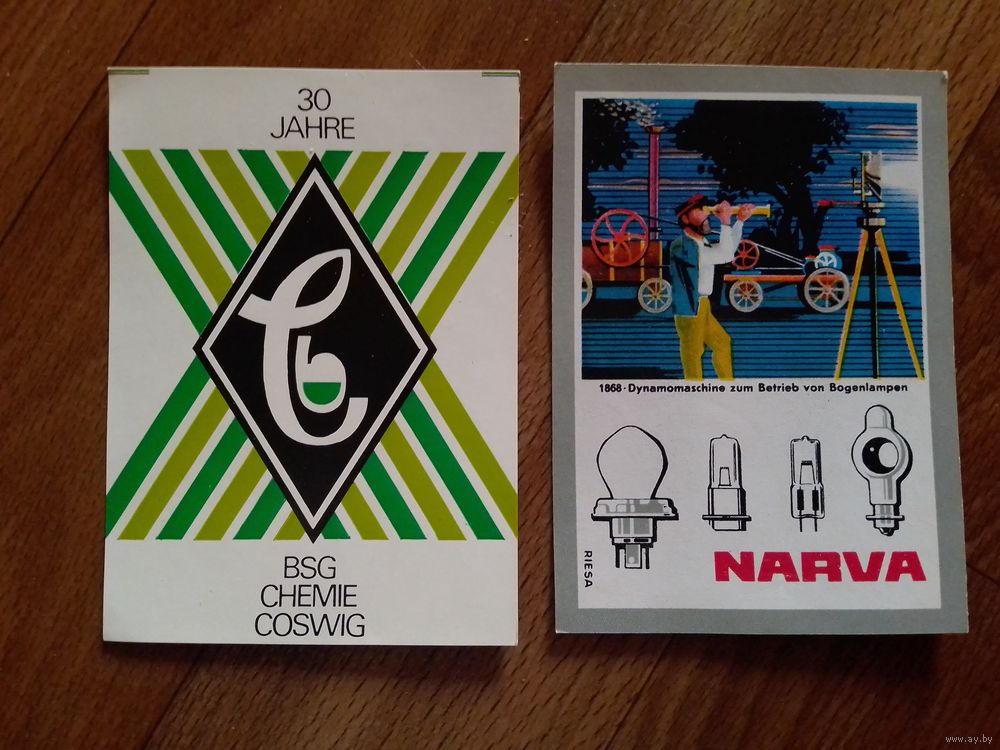 30
JAHRE
BSG
CHEMIE
COSWIG
1868·Dynamomaschine zum Betrieb von Bogenlampen
RIESA
NARVA
www.ay.by